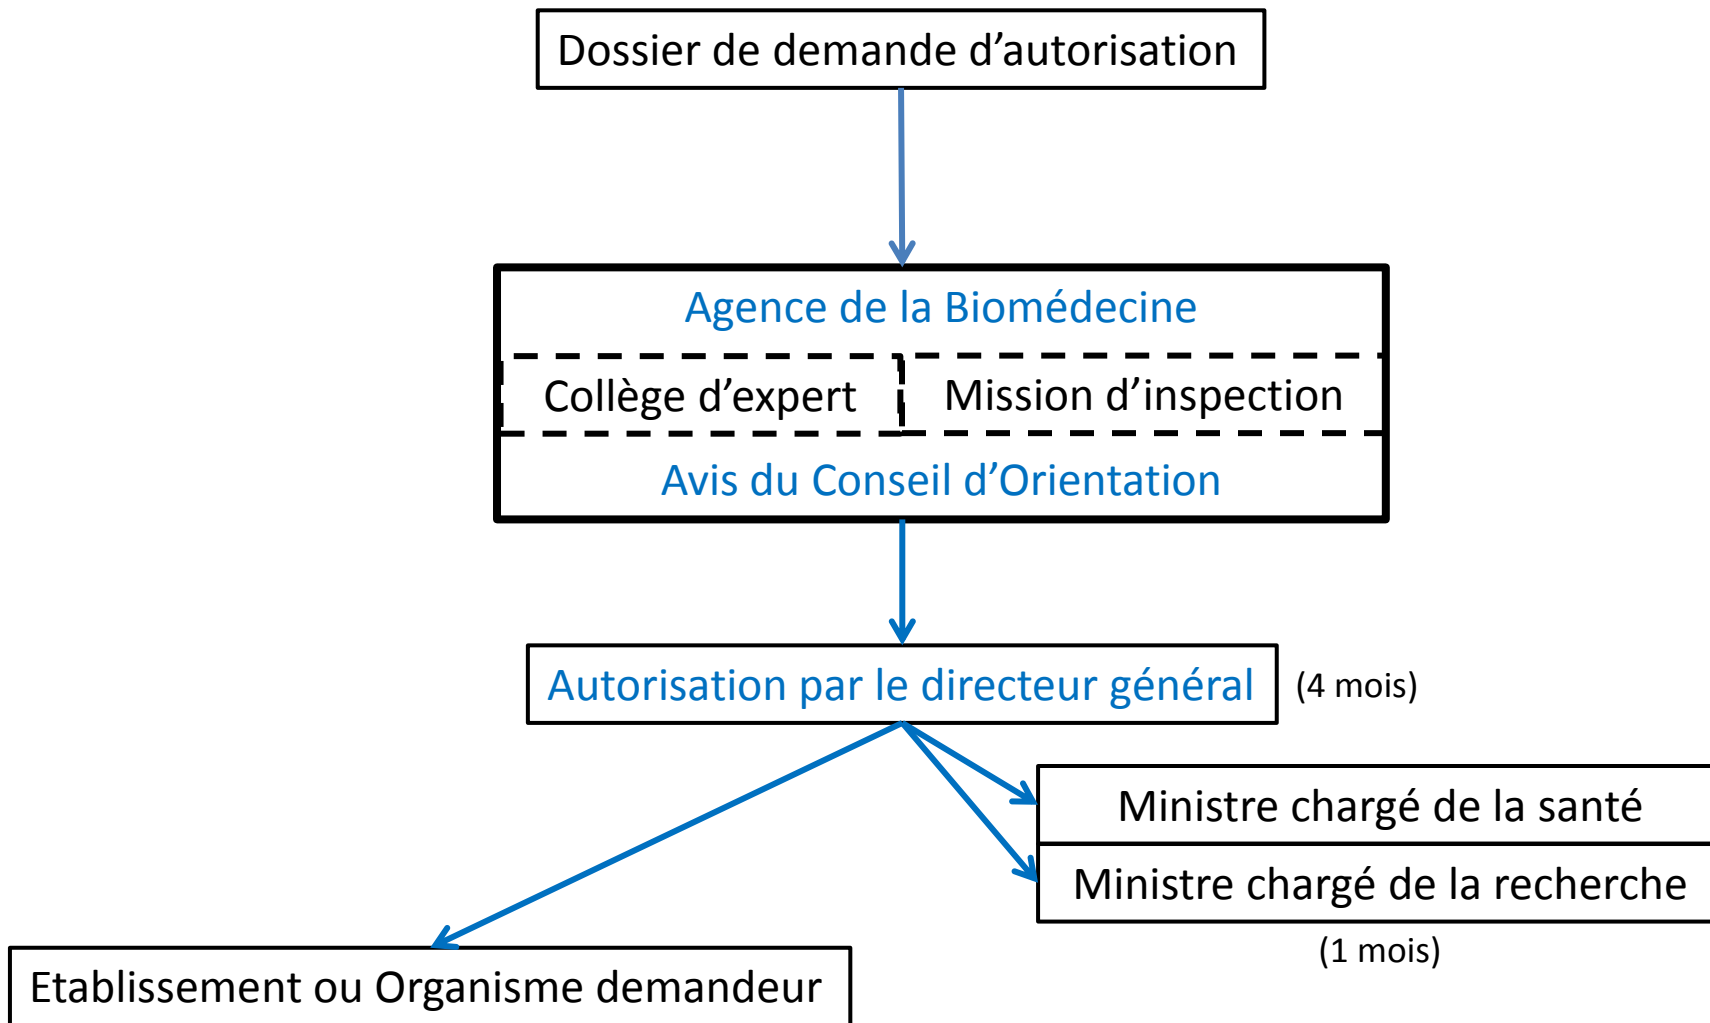 Dossier de demande d’autorisation
Agence de la Biomédecine
Collège d’expert
Mission d’inspection
Avis du Conseil d’Orientation
Autorisation par le directeur général
(4 mois)
Ministre chargé de la santé
Ministre chargé de la recherche
(1 mois)
Etablissement ou Organisme demandeur